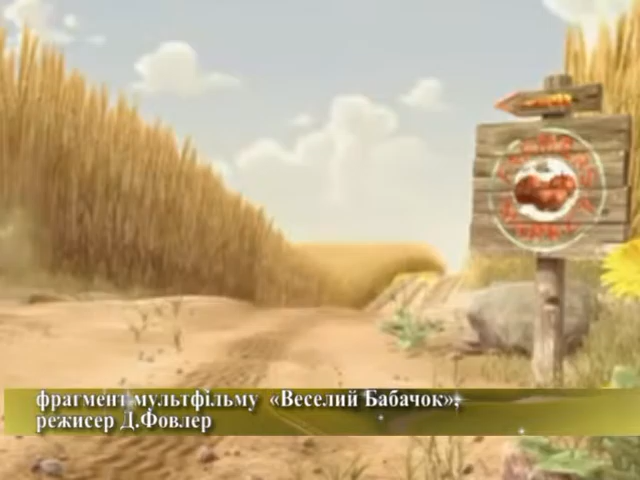 фрагмент мультфільму «Веселий Бабачок»,
режисер Д.Фовлер